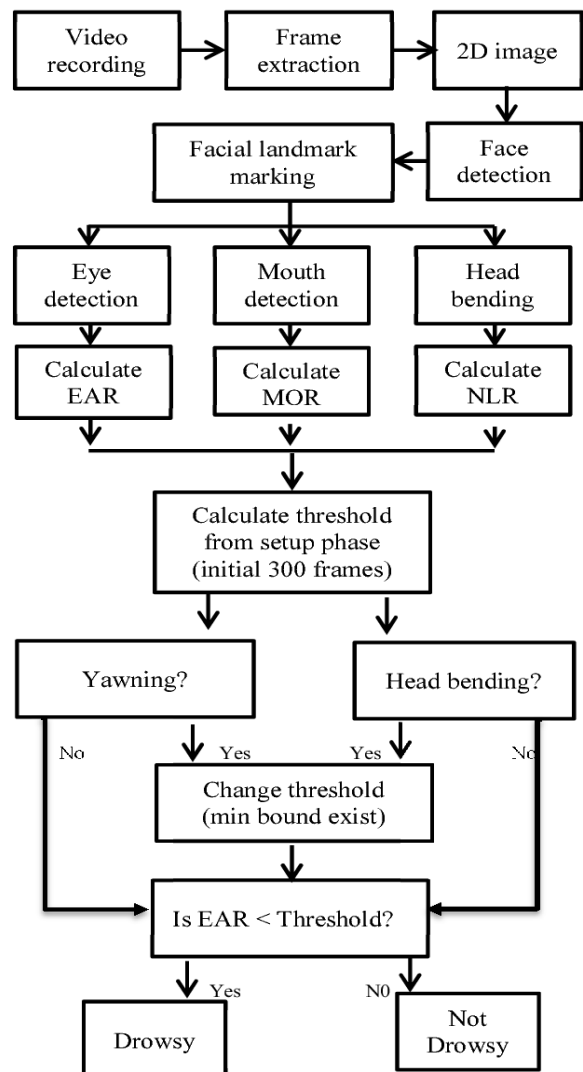 Video
recording
Frame
extraction
2D image
Face
detection
Facial landmark
marking
Eye
detection
Mouth
detection
Head
bending
Calculate
EAR
Calculate
MOR
Calculate
NLR
Calculate threshold
from setup phase
(initial 300 frames)
Yawning?
Head bending?
No
Yes
Yes
No
Change threshold
(min bound exist)
Is EAR < Threshold?
Yes
N0
Drowsy
Not
Drowsy